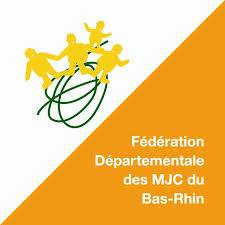 Fédération
Départementale
des MJC du
Bas-Rhin